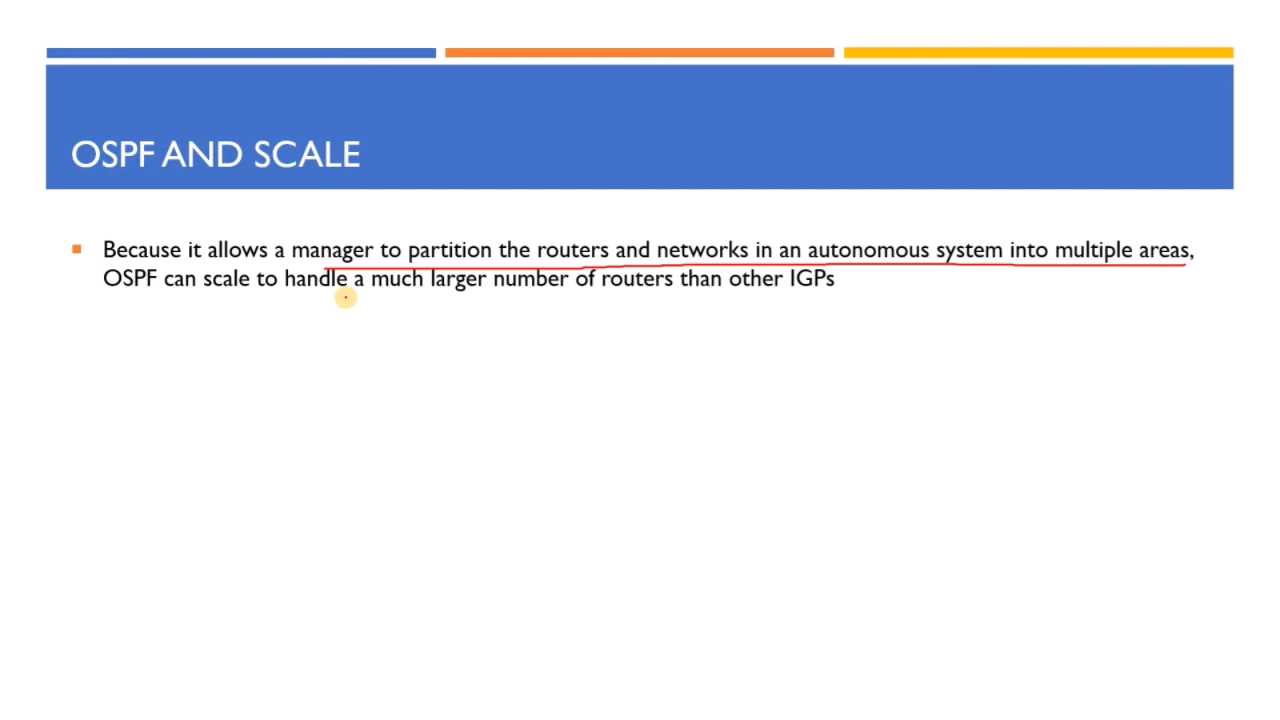 OSPF AND SCALE
Because it allows a manager to partition the routers and networks in an autonomous system into multiple areas,
OSPF can scale to handle a much larger number of routers than other IGPs